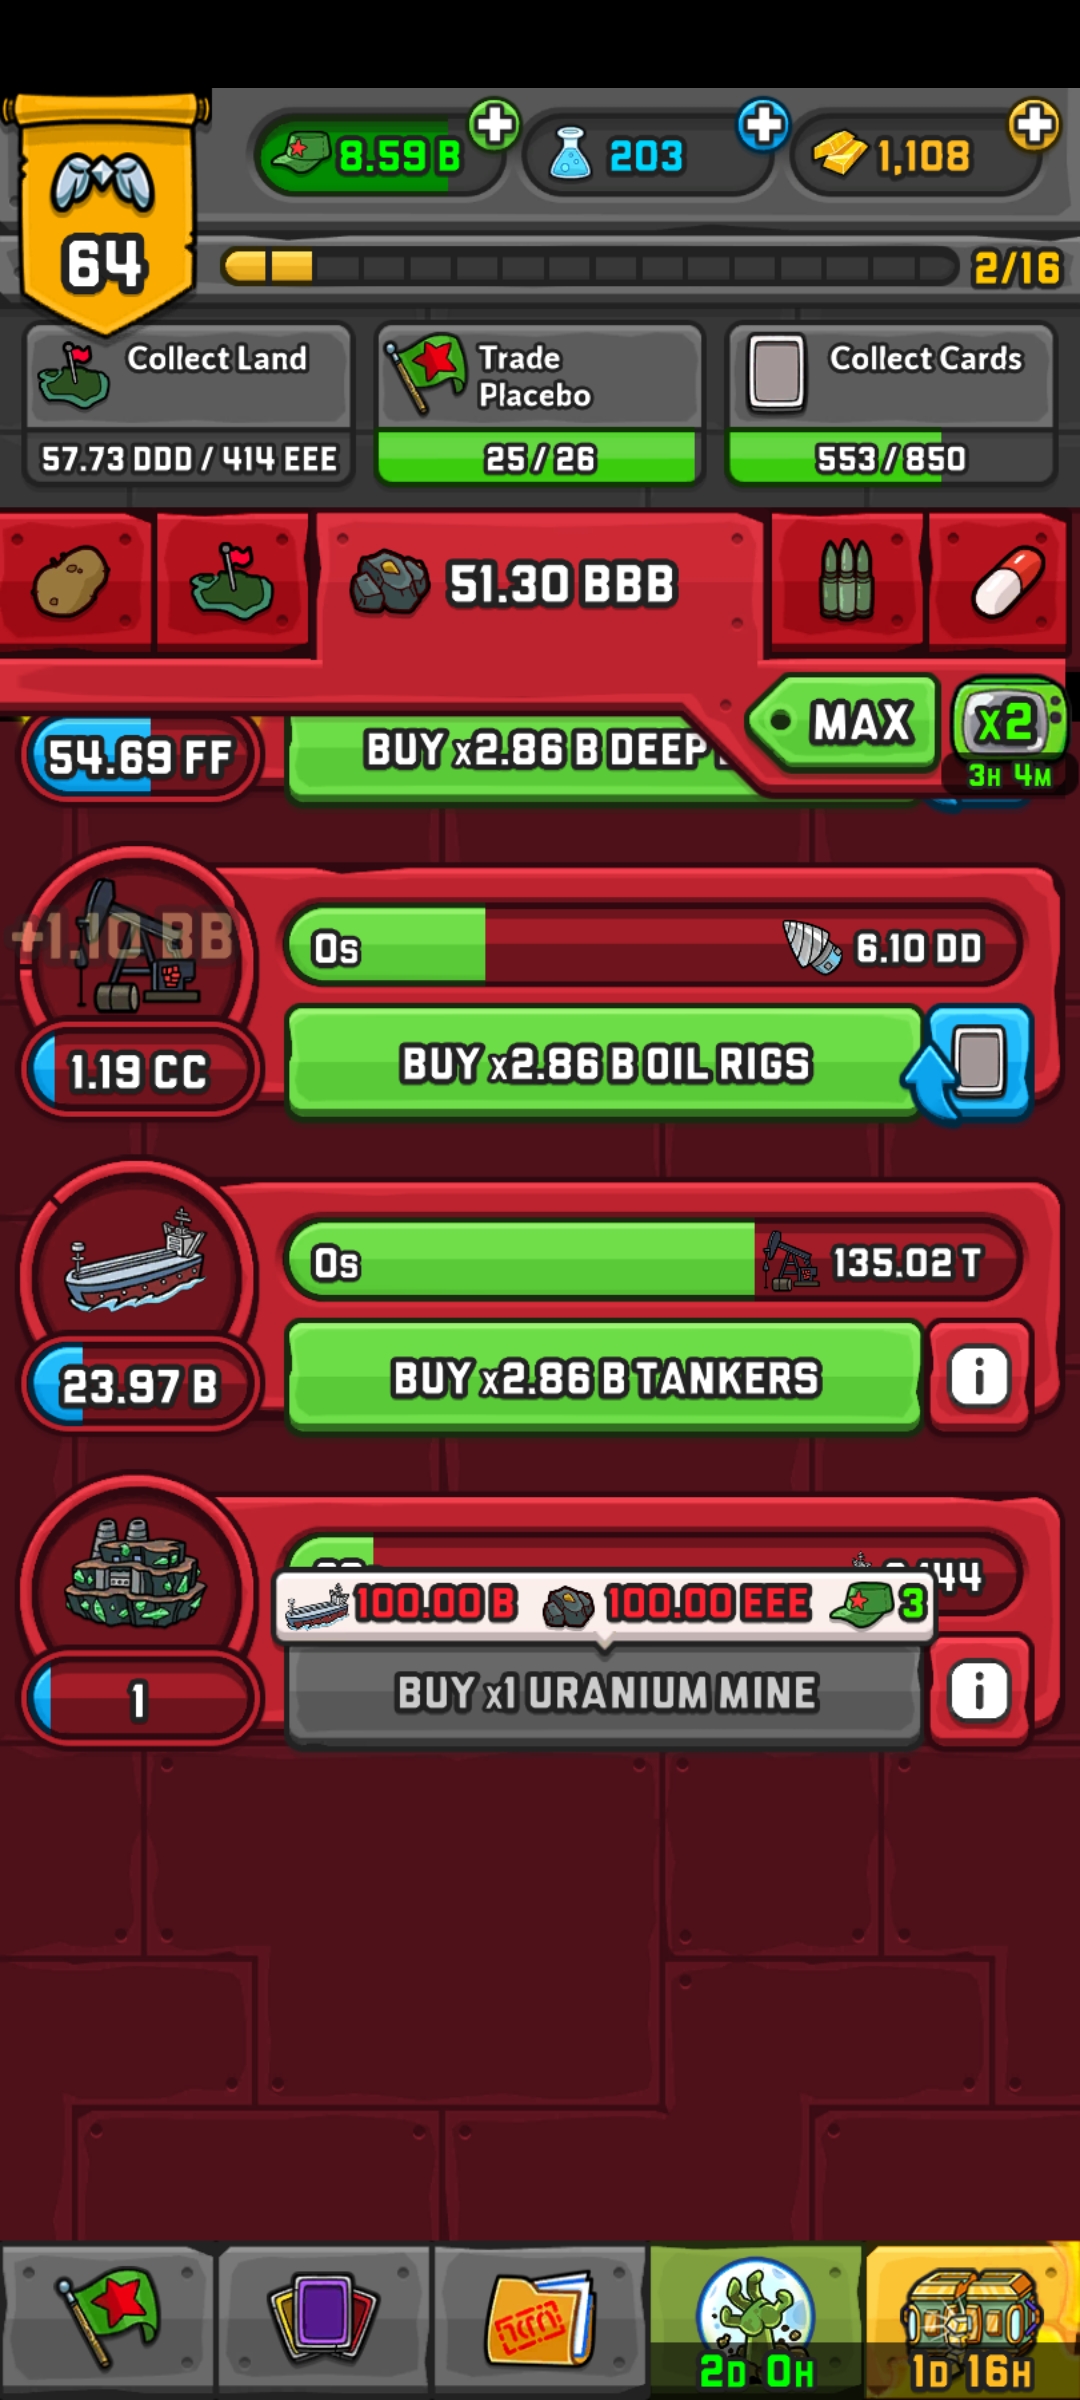 8.59 B
203
1,108
64
2/16
Collect Land
57.73 DDD / 414 EEE
Trade
Placebo
25 / 26
Collect Cards
553 / 850
51.30 BBB
MAX
x2
3H 4M
54.69 FF
BUY x2.86 B DEEP
+1.10 BB
0s
6.10 DD
1.19 CC
BUY x2.86 B OIL RIGS
0s
135.02 T
23.97 B
BUY x2.86 B TANKERS
100.00 B
100.00 EEE
3
1
BUY x1 URANIUM MINE
2D 0H
1D 16H